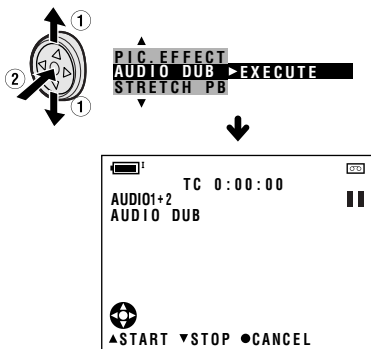 ①
PIC.EFFECT
AUDIO DUB ►EXECUTE
②
STRETCH PB
①
I
TC 0:00:00
AUDIO1+2
AUDIO DUB
▲START ▼STOP ●CANCEL